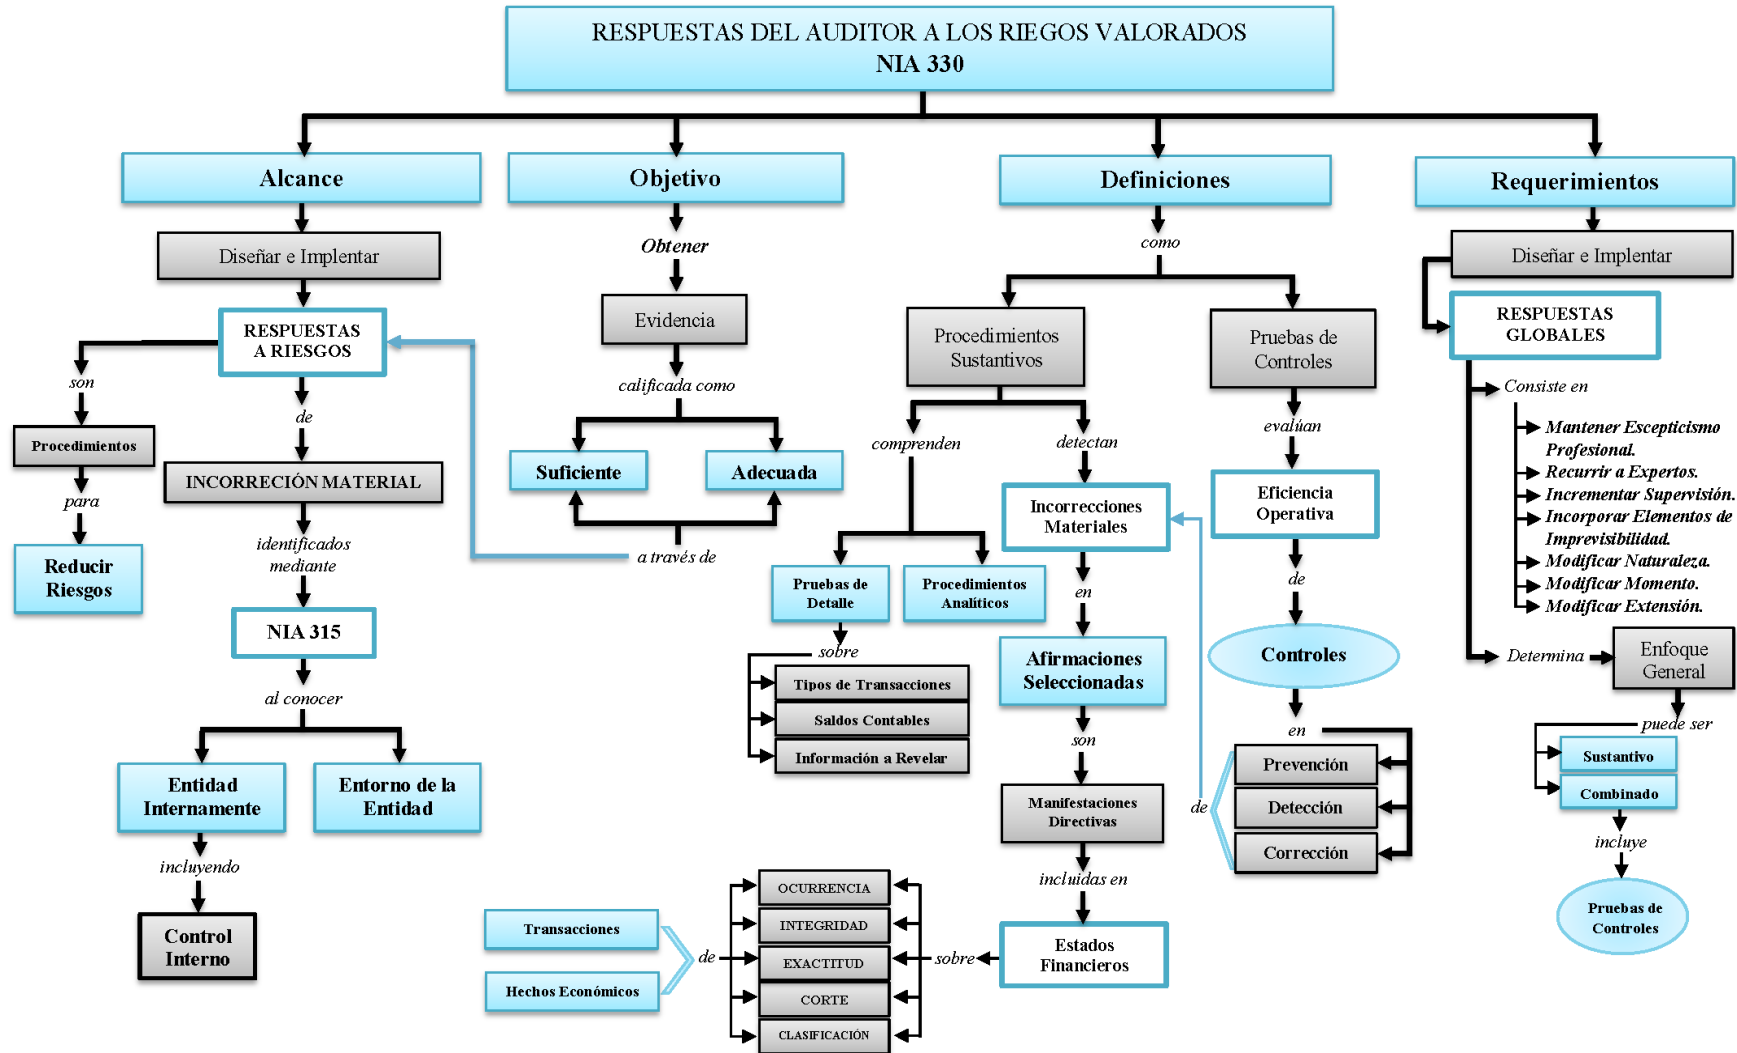 RESPUESTAS DEL AUDITOR A LOS RIEGOS VALORADOS
NIA 330
Alcance
Diseñar e Implentar
RESPUESTAS
A RIESGOS
son
Procedimientos
para
Reducir
Riesgos
de
INCORRECIÓN MATERIAL
identificados
mediante
NIA 315
al conocer
Entidad
Internamente
Entorno de la
Entidad
incluyendo
Control
Interno
Objetivo
Obtener
Evidencia
calificada como
Suficiente
Adecuada
a través de
Definiciones
como
Procedimientos
Sustantivos
comprenden
Pruebas de
Detalle
Procedimientos
Analíticos
sobre
Tipos de Transacciones
Saldos Contables
Información a Revelar
detectan
Incorrecciones
Materiales
en
Afirmaciones
Seleccionadas
son
Manifestaciones
Directivas
incluidas en
Estados
Financieros
sobre
OCURRENCIA
INTEGRIDAD
EXACTITUD
CORTE
CLASIFICACIÓN
de
Transacciones
Hechos Económicos
Pruebas de
Controles
evalúan
Eficiencia
Operativa
de
Controles
en
Prevención
Detección
Corrección
de
Requerimientos
Diseñar e Implentar
RESPUESTAS
GLOBALES
Consiste en
Mantener Escepticismo
Profesional.
Recurrir a Expertos.
Incrementar Supervisión.
Incorporar Elementos de
Imprevisibilidad.
Modificar Naturaleza.
Modificar Momento.
Modificar Extensión.
Determina
Enfoque
General
puede ser
Sustantivo
Combinado
incluye
Pruebas de
Controles